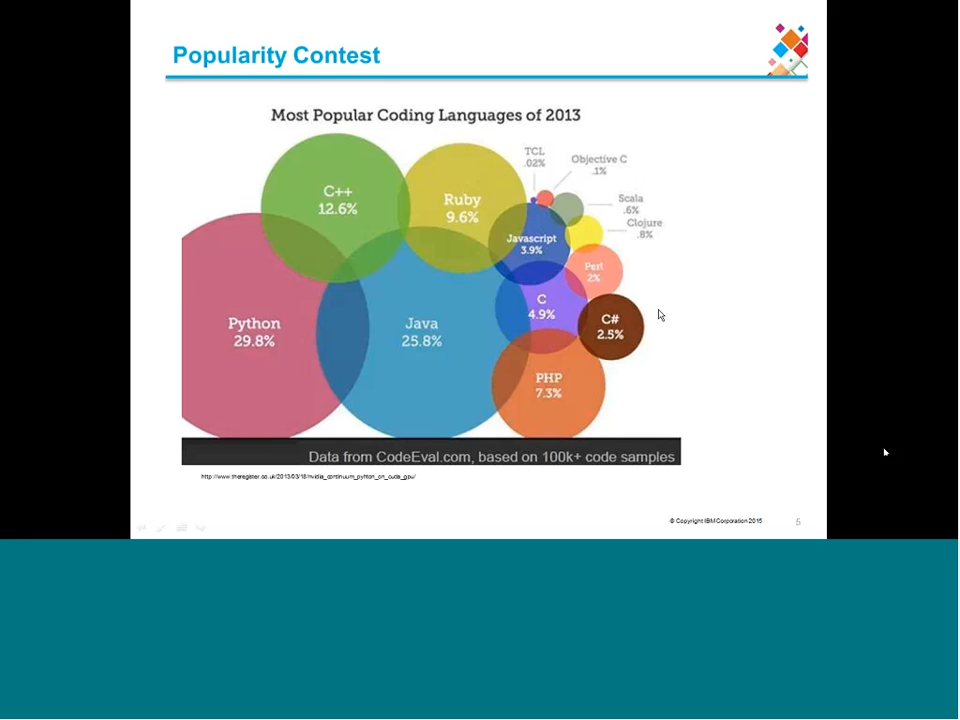 Popularity Contest
Most Popular Coding Languages of 2013
TCL
.02%
Objective C
.1%
C++
12.6%
Ruby
9.6%
Scala
.6%
Clojure
.8%
Javascript
3.9%
Perl
2%
C
4.9%
C#
2.5%
Python
29.8%
Java
25.8%
PHP
7.3%
Data from CodeEval.com, based on 100k+ code samples
http://www.theregister.co.uk/2013/03/18/nvidia_continuum_python_on_cuda_gpu/
© Copyright IBM Corporation 2015
5